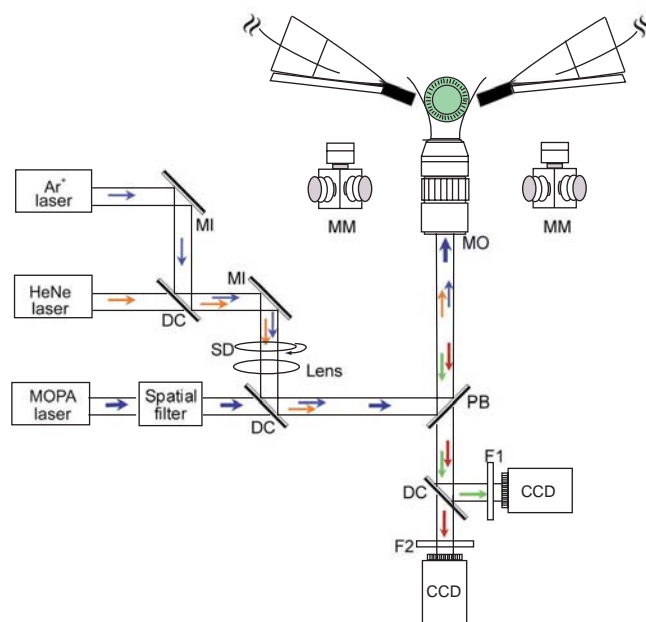 Ar+
laser
MI
MM
MM
MO
HeNe
laser
MI
DC
SD
Lens
MOPA
laser
Spatial
filter
DC
PB
F1
DC
CCD
F2
CCD